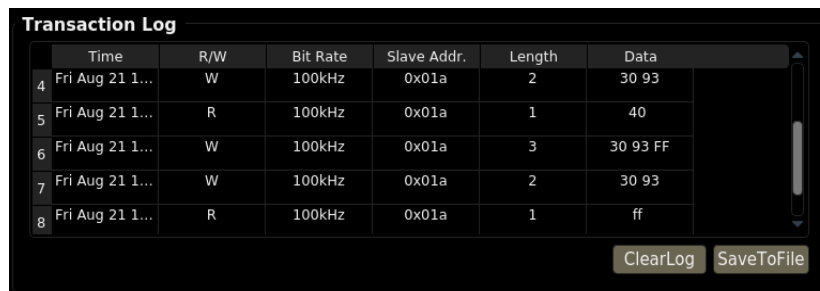 Transaction Log
Time R/W Bit Rate Slave Addr. Length Data
4 Fri Aug 21 1... W 100kHz 0x01a 2 30 93
5 Fri Aug 21 1... R 100kHz 0x01a 1 40
6 Fri Aug 21 1... W 100kHz 0x01a 3 30 93 FF
7 Fri Aug 21 1... W 100kHz 0x01a 2 30 93
8 Fri Aug 21 1... R 100kHz 0x01a 1 ff
ClearLog SaveToFile